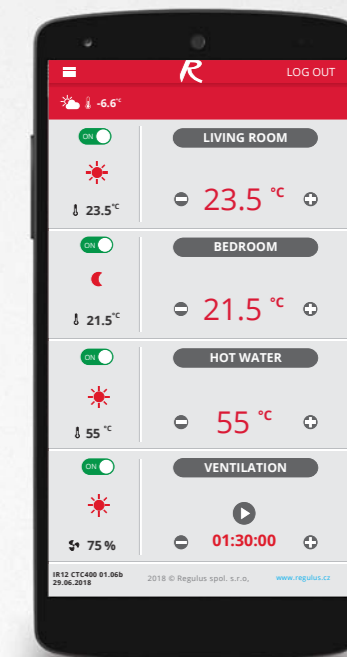 R LOG OUT
-6.6°C
ON LIVING ROOM
23.5 °C
23.5°C
ON BEDROOM
21.5 °C
21.5°C
ON HOT WATER
55 °C
55 °C
ON VENTILATION
75 % 01:30:00
IR12 CTC400 01.06b
29.06.2018
2018 © Regulus spol. s.r.o, www.regulus.cz